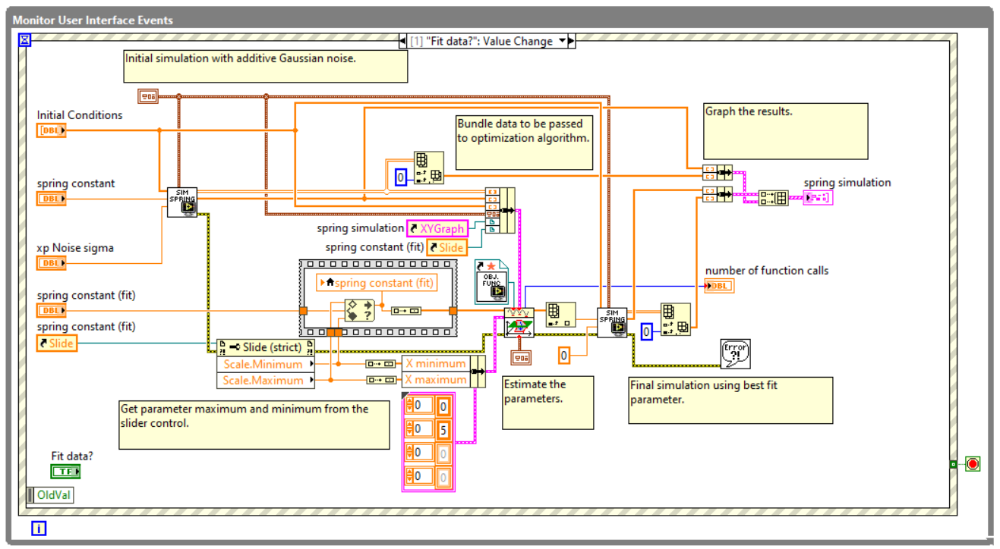 Monitor User Interface Events
[1] "Fit data?": Value Change
Initial simulation with additive Gaussian noise.
Initial Conditions
DBL
Bundle data to be passed
to optimization algorithm.
Graph the results.
spring constant
DBL
SIM
SPRING
0
spring simulation
spring simulation
XYGraph
spring constant (fit)
Slide
xp Noise sigma
DBL
OBJ.
FUNC
number of function calls
DBL
spring constant (fit)
spring constant (fit)
DBL
?
SIM
SPRING
0
spring constant (fit)
Slide
Slide (strict)
Scale.Minimum
Scale.Maximum
X minimum
X maximum
0
Error
?!
Estimate the
parameters.
Final simulation using best fit
parameter.
Get parameter maximum and minimum from the
slider control.
0 0
0 5
0 0
0 0
Fit data?
TF
OldVal
i